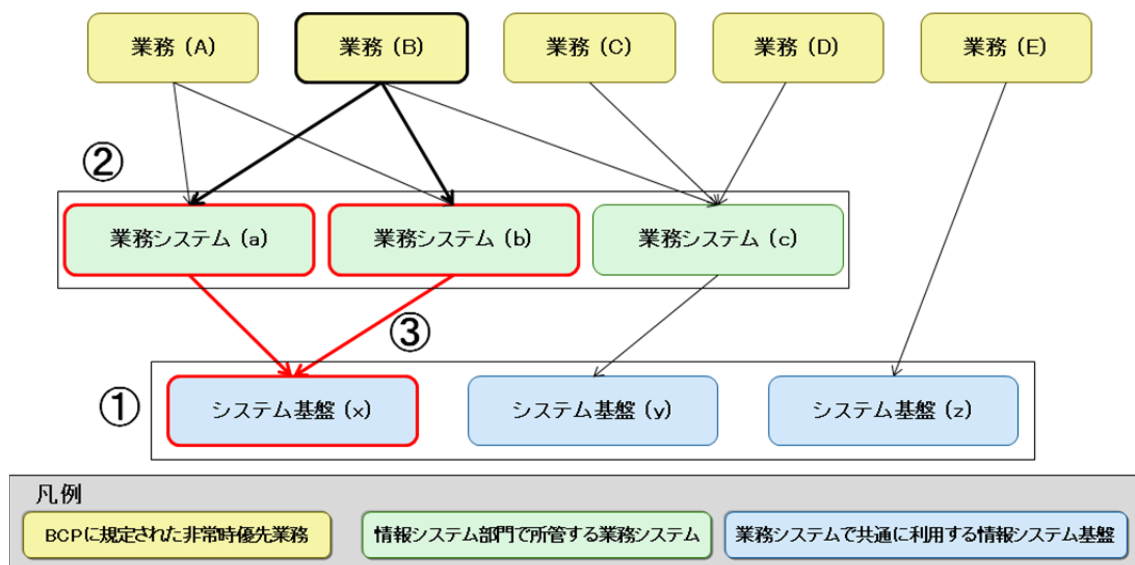 業務（A）
業務（B）
業務（C）
業務（D）
業務（E）
②
業務システム（a）
業務システム（b）
業務システム（c）
③
①
システム基盤（x）
システム基盤（y）
システム基盤（z）
凡例
BCPに規定された非常時優先業務
情報システム部門で所管する業務システム
業務システムで共通に利用する情報システム基盤